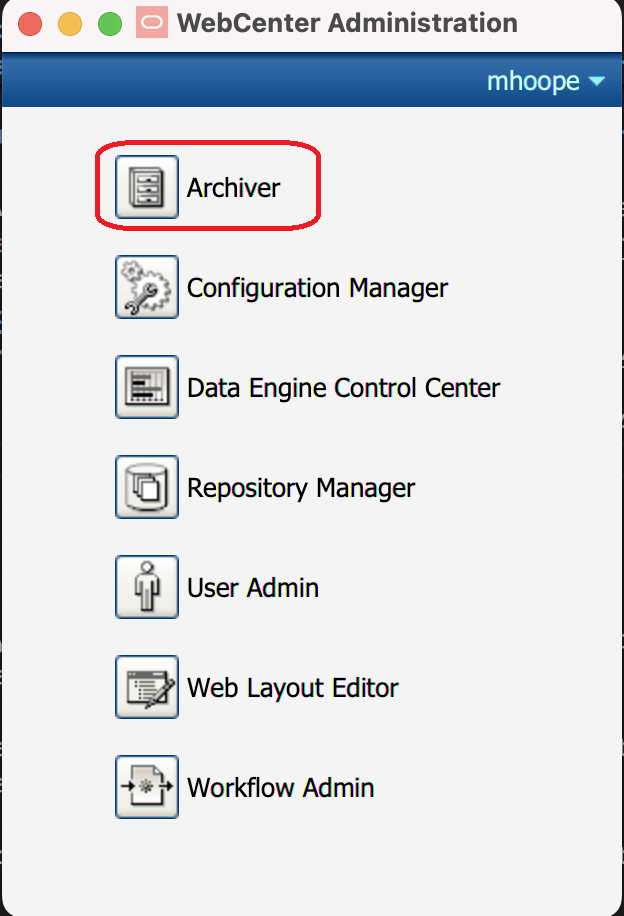 WebCenter Administration
mhoope
Archiver
Configuration Manager
Data Engine Control Center
Repository Manager
User Admin
Web Layout Editor
Workflow Admin